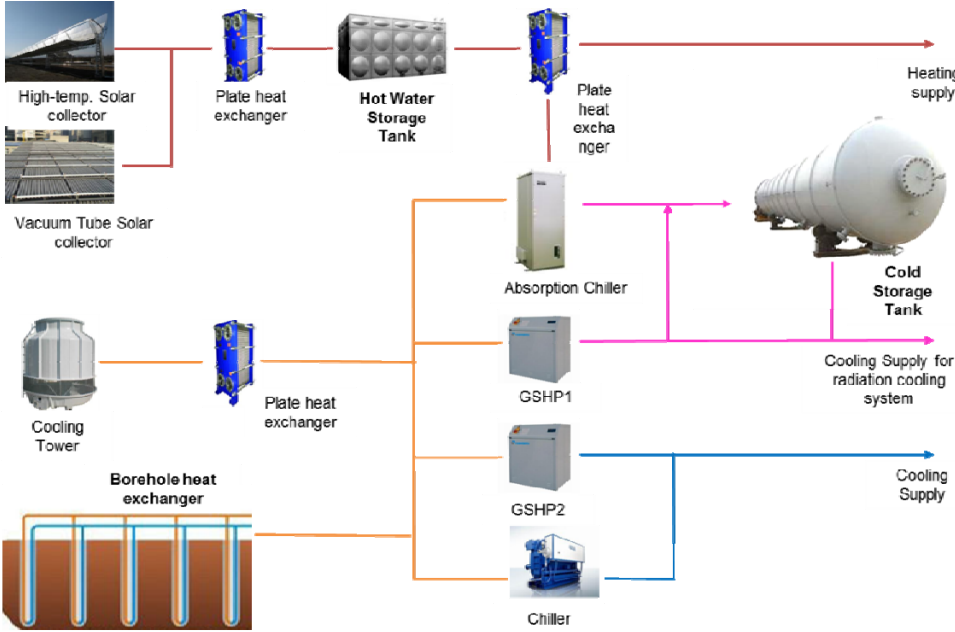 High-temp. Solar
collector
Plate heat
exchanger
Hot Water
Storage
Tank
Plate
heat
excha
nger
Heating
supply
Vacuum Tube Solar
collector
Absorption Chiller
Cold
Storage
Tank
Cooling
Tower
Plate heat
exchanger
GSHP1
Cooling Supply for
radiation cooling
system
Borehole heat
exchanger
GSHP2
Cooling
Supply
Chiller